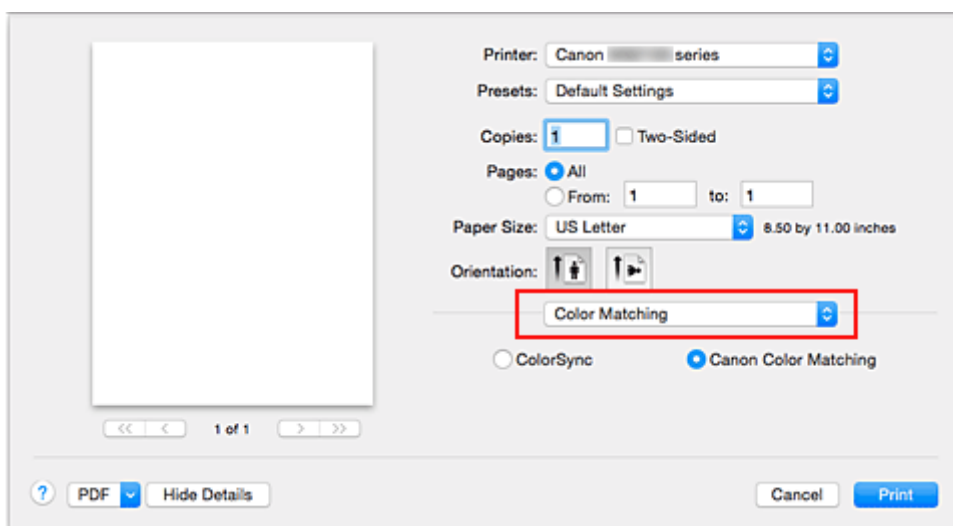 Printer: Canon series
Presets: Default Settings
Copies: 1 Two-Sided
Pages: All
From: 1 to: 1
Paper Size: US Letter 8.50 by 11.00 inches
Orientation:
Color Matching
ColorSync Canon Color Matching
<< < 1 of 1 > >>
? PDF Hide Details Cancel Print